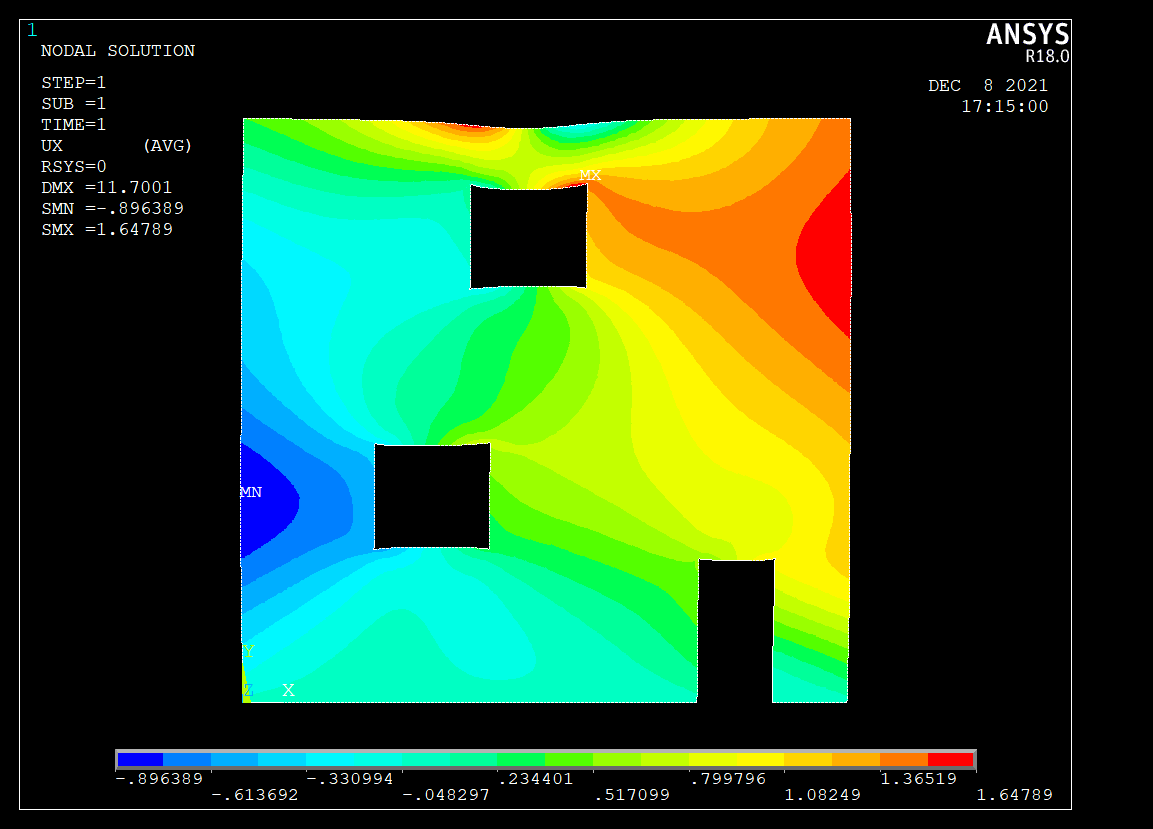 1
ANSYS
R18.0
NODAL SOLUTION
STEP=1
SUB =1
TIME=1
UX (AVG)
RSYS=0
DMX =11.7001
SMN =-.896389
SMX =1.64789
DEC 8 2021
17:15:00
MX
MN
Y
Z X
-.896389 -.330994 .234401 .799796 1.36519
-.613692 -.048297 .517099 1.08249 1.64789